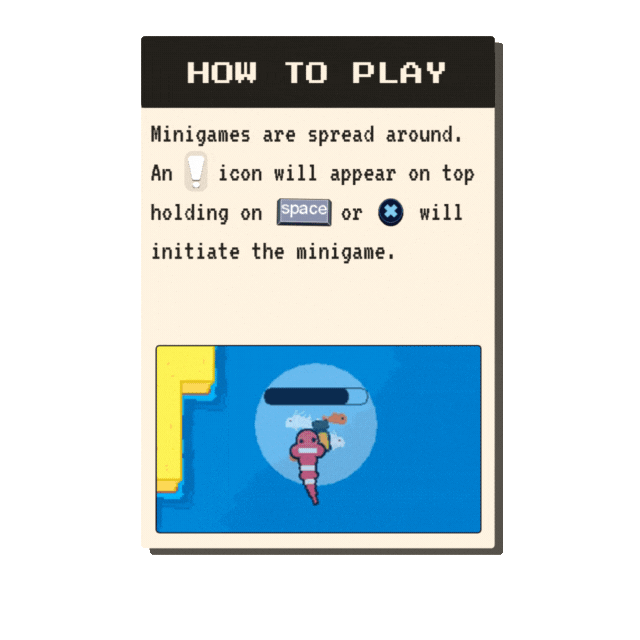 HOW TO PLAY
Minigames are spread around.
An ! icon will appear on top
holding on space or will
initiate the minigame.